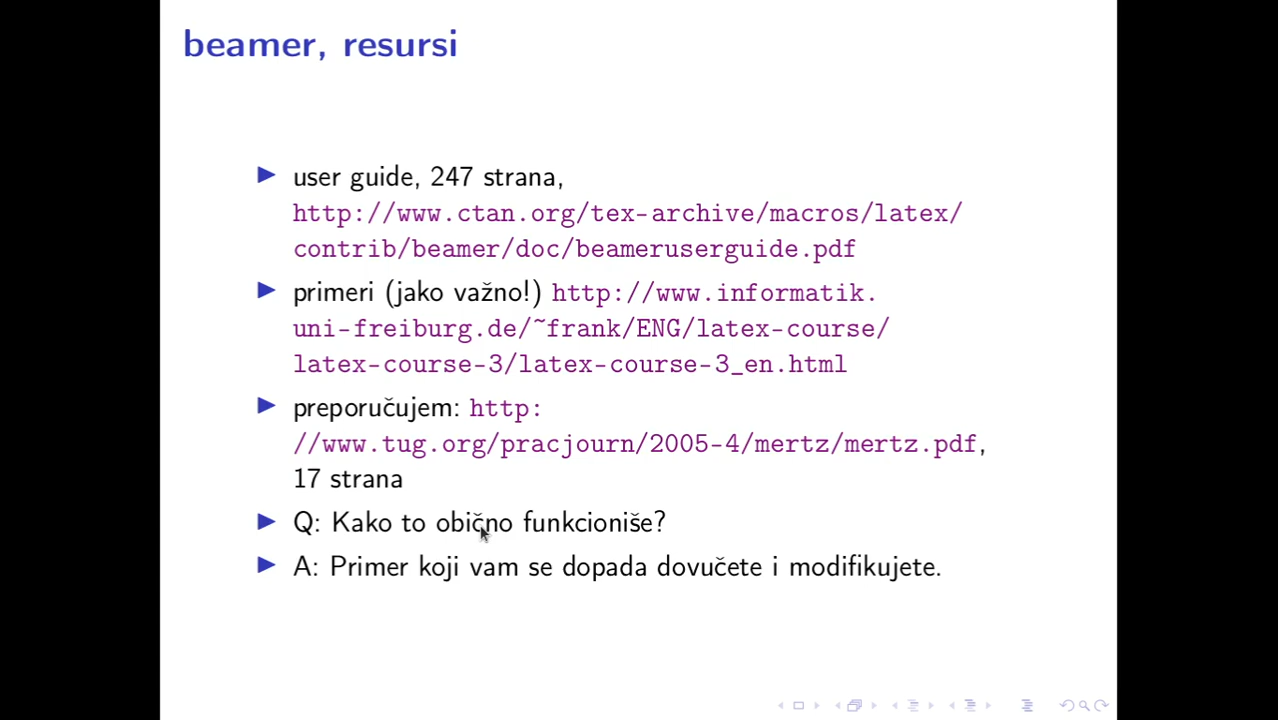 beamer, resursi
user guide, 247 strana,
http://www.ctan.org/tex-archive/macros/latex/
contrib/beamer/doc/beameruserguide.pdf
primeri (jako važno!) http://www.informatik.
uni-freiburg.de/~frank/ENG/latex-course/
latex-course-3/latex-course-3_en.html
preporučujem: http:
//www.tug.org/pracjourn/2005-4/mertz/mertz.pdf,
17 strana
Q: Kako to obično funkcioniše?
A: Primer koji vam se dopada dovučete i modifikujete.